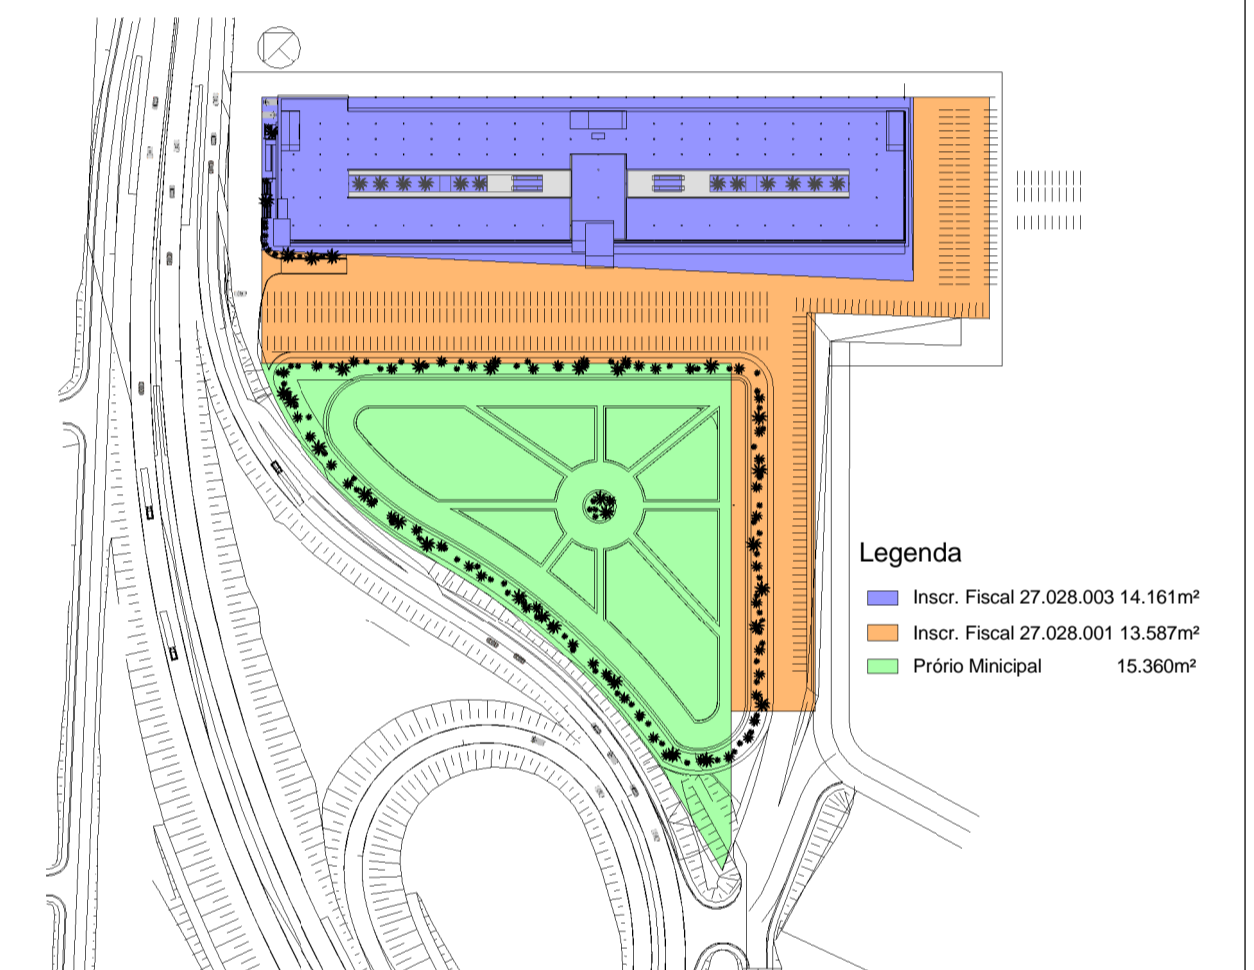 Legenda
Inscr. Fiscal 27.028.003 14.161m²
Inscr. Fiscal 27.028.001 13.587m²
Prório Minicipal 15.360m²